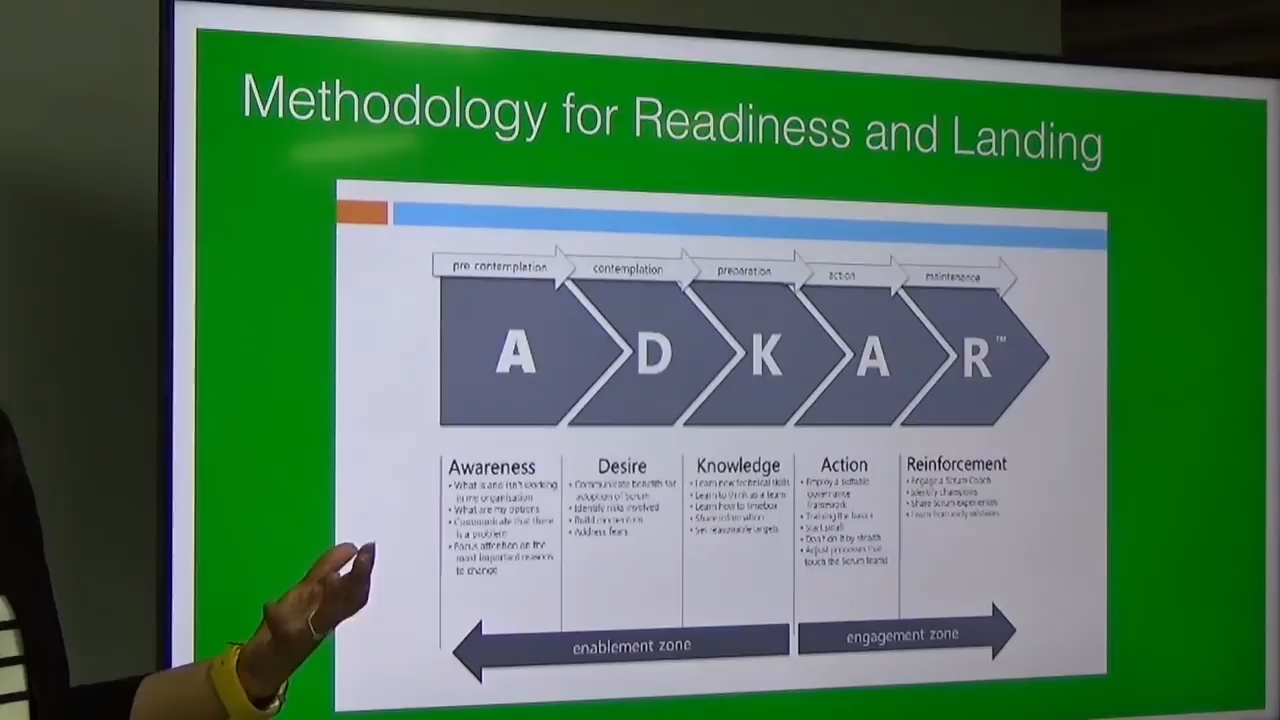 Methodology for Readiness and Landing
pre contemplation
contemplation
preparation
action
maintenance
A
D
K
A
R™
Awareness
• What is and isn't working
in my organisation
• What are my options
• Communicate that there
is a problem
• Focus attention on the
most important reasons
to change
Desire
• Communicate benefits for
adoption of Scrum
• Identify risks involved
• Build momentum
• Address fears
Knowledge
• Learn new technical skills
• Learn to think as a team
• Learn how to timebox
• Share information
• Set reasonable targets
Action
• Employ a suitable
governance
framework
• Training the basics
• Start small
• Don't do it by stealth
• Adjust processes that
touch the Scrum teams
Reinforcement
• Engage a Scrum Coach
• Identify champions
• Share Scrum experiences
• Learn from early
enablement zone
engagement zone